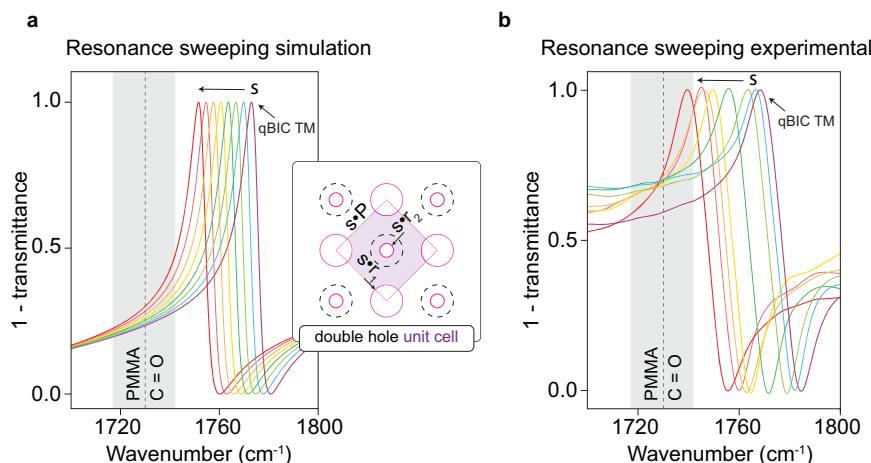 a
Resonance sweeping simulation
s
qBIC TM
1.0
0.5
0.0
1 - transmittance
PMMA
C = O
1720
1760
1800
Wavenumber (cm⁻¹)
s•P
s•r₂
s•r₁
double hole unit cell
b
Resonance sweeping experimental
s
qBIC TM
1.0
0.5
0.0
1 - transmittance
PMMA
C = O
1720
1760
1800
Wavenumber (cm⁻¹)